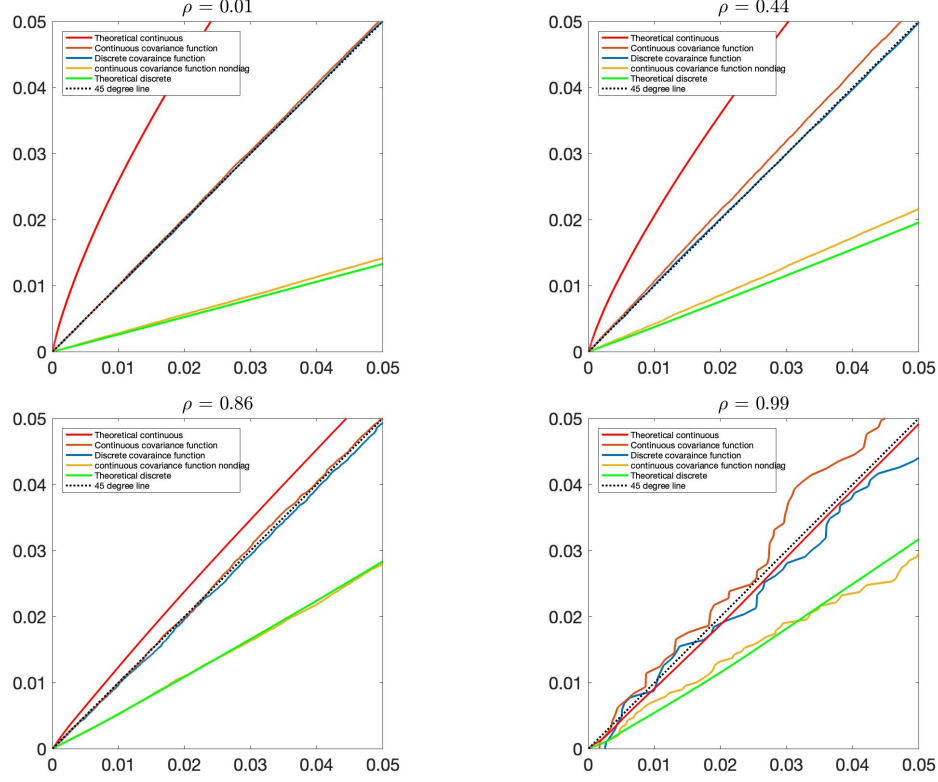 ρ = 0.01
0.05
0.04
0.03
0.02
0.01
0
Theoretical continuous
Continuous covariance function
Discrete covaraince function
continuous covariance function nondiag
Theoretical discrete
45 degree line
0 0.01 0.02 0.03 0.04 0.05
ρ = 0.44
0.05
0.04
0.03
0.02
0.01
0
Theoretical continuous
Continuous covariance function
Discrete covaraince function
continuous covariance function nondiag
Theoretical discrete
45 degree line
0 0.01 0.02 0.03 0.04 0.05
ρ = 0.86
0.05
0.04
0.03
0.02
0.01
0
Theoretical continuous
Continuous covariance function
Discrete covaraince function
continuous covariance function nondiag
Theoretical discrete
45 degree line
0 0.01 0.02 0.03 0.04 0.05
ρ = 0.99
0.05
0.04
0.03
0.02
0.01
0
Theoretical continuous
Continuous covariance function
Discrete covaraince function
continuous covariance function nondiag
Theoretical discrete
45 degree line
0 0.01 0.02 0.03 0.04 0.05